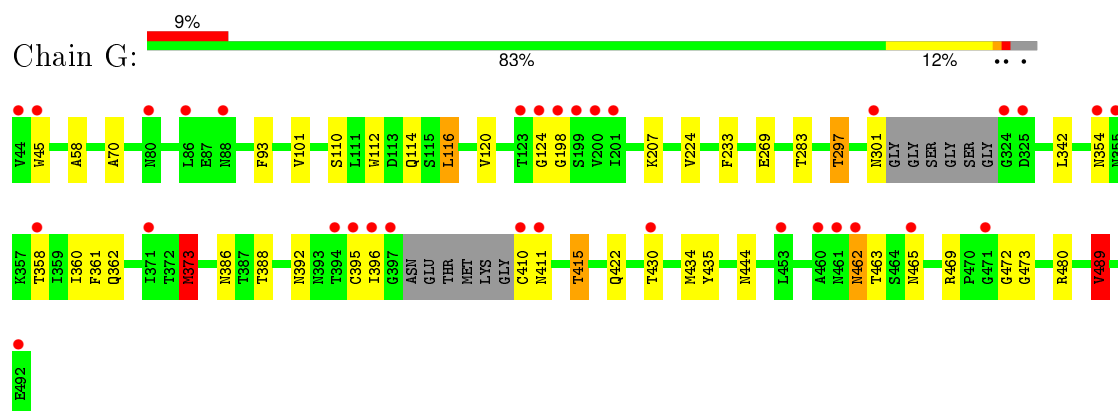 9%
Chain G:
83% 12% • • •
V44 W45 A58 A70 N80 L86 E87 N88 F93 V101 S110 L111 W112 D113 Q114 S115 L116 V120 T123 G124 G198 S199 V200 I201 K207 V224 F233 E269 T283 T297 N301 GLY GLY SER GLY SER GLY G324 D325 L342 N354 N355
K357 T358 I359 I360 F361 Q362 I371 T372 M373 N386 T387 T388 N392 N393 T394 C395 I396 G397 ASN GLU THR MET LYS GLY C410 N411 T415 Q422 T430 M434 Y435 N444 L453 A460 N461 N462 T463 S464 N465 R469 P470 G471 G472 G473 R480 V489
E492